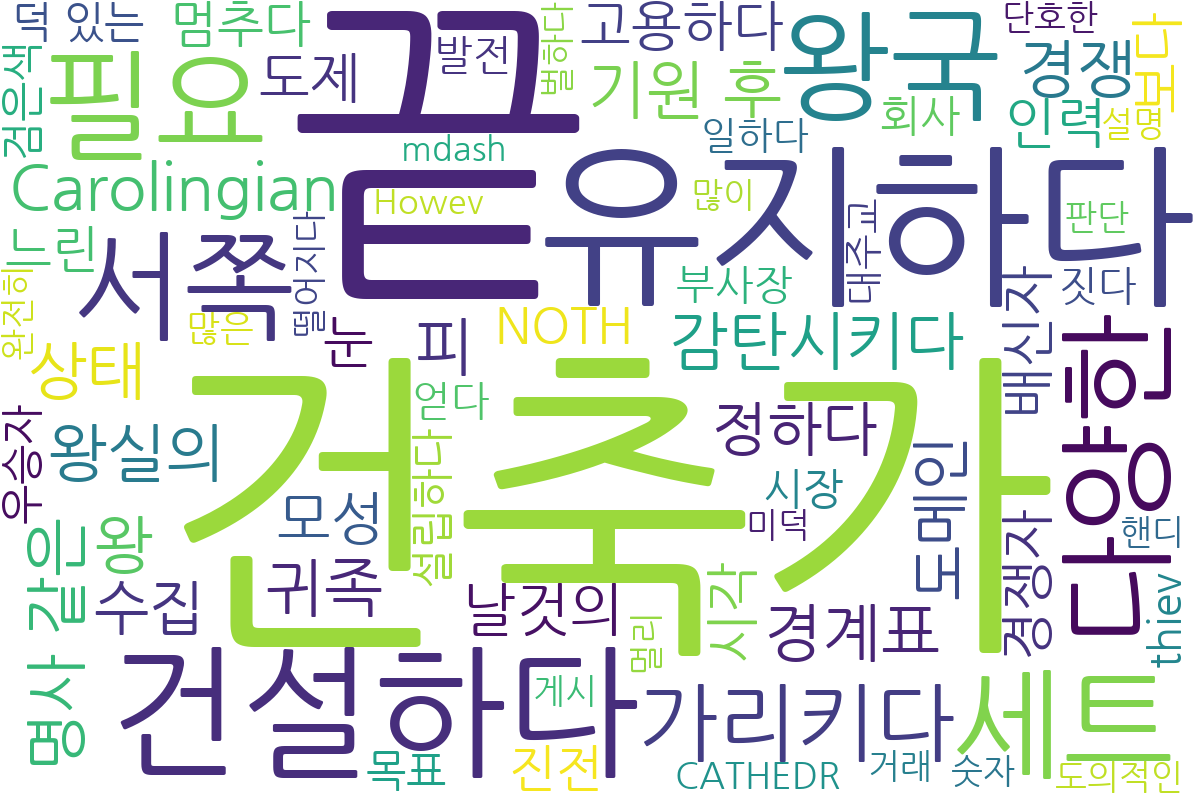 덕 있는
멈추다
끄트
발전
별하다
고용하다
왕국
단호한
보다
검은색
필요
도제
기원 후
경쟁
회사
인력
설명
mdash
일하다
Carolingian
Howev
많이
유지하다
판단
느린
서쪽
떨어지다
대주교
부사장
짓다
완전히
많은
눈
피
NOTH
감탄시키다
배신자
다양한
상태
건축가
얻다
정하다
우승자
왕실의
모성
설립하다
시장
도메인
미덕
핸디
경쟁자
같은
왕
수집
귀족
날것의
시각
경계표
thiev
멀리
명사
건설하다
게시
가리키다
세트
목표
진전
CATHEDR
거래
숫자
도의적인